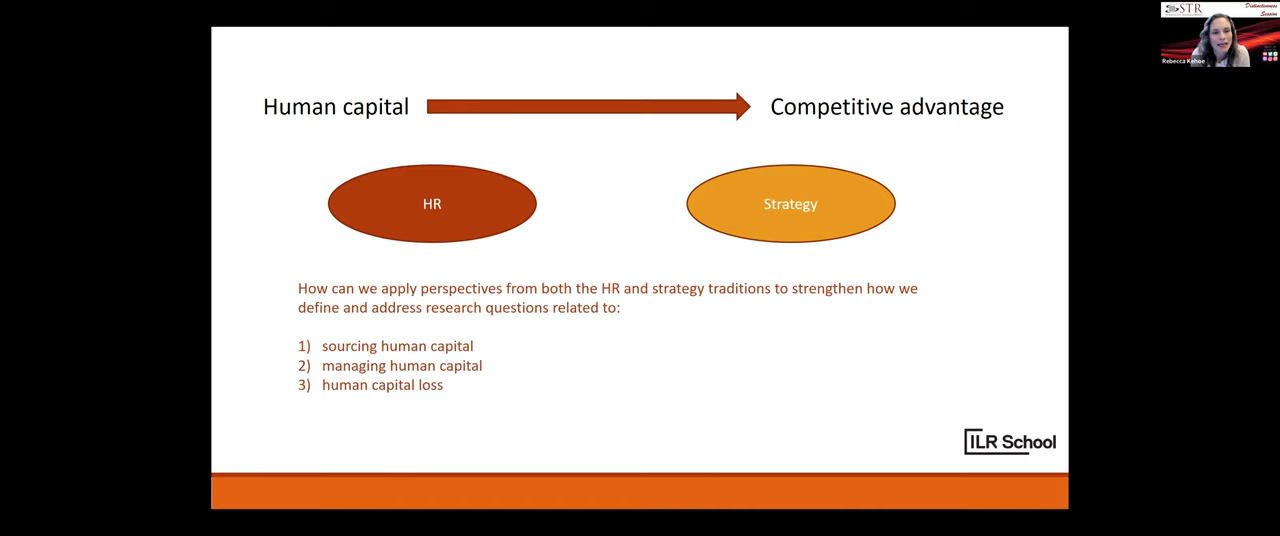 STR
Distinctiveness
Session
Rebecca Kehoe
Human capital
Competitive advantage
HR
Strategy
How can we apply perspectives from both the HR and strategy traditions to strengthen how we
define and address research questions related to:
1) sourcing human capital
2) managing human capital
3) human capital loss
ILR School